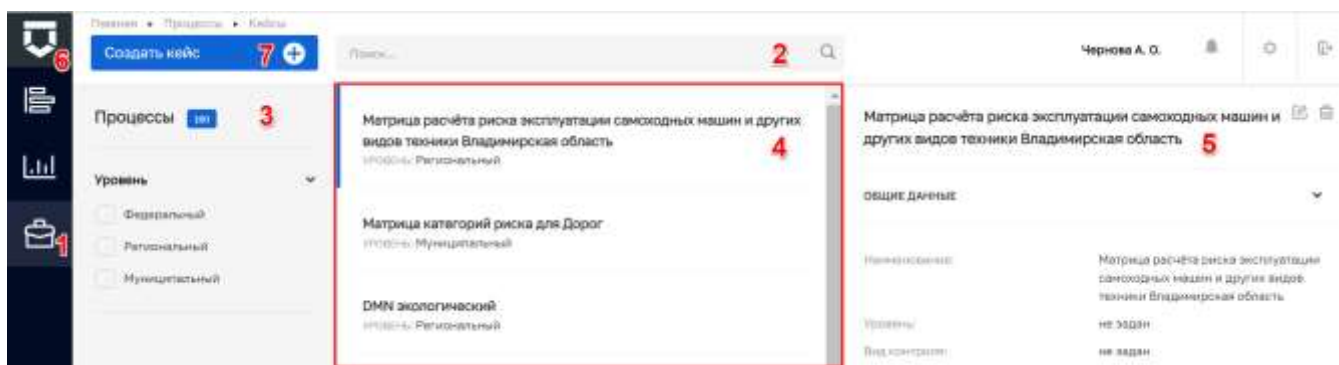 Главная • Процессы ▸ Кейсы
6
Создать кейс 7
Поиск... 2
Чернова А. О.
Процессы 3
Уровень
Федеральный
1
Региональный
Муниципальный
Матрица расчёта риска эксплуатации самоходных машин и других
видов техники Владимирская область 4
УРОВЕНЬ: Региональный
Матрица категорий риска для Дорог
УРОВЕНЬ: Муниципальный
DMN экологический
УРОВЕНЬ: Региональный
Матрица расчёта риска эксплуатации самоходных машин и
других видов техники Владимирская область 5
ОБЩИЕ ДАННЫЕ
Наименование: Матрица расчёта риска эксплуатации
самоходных машин и других видов
техники Владимирская область
Уровень: не задан
Вид контроля: не задан